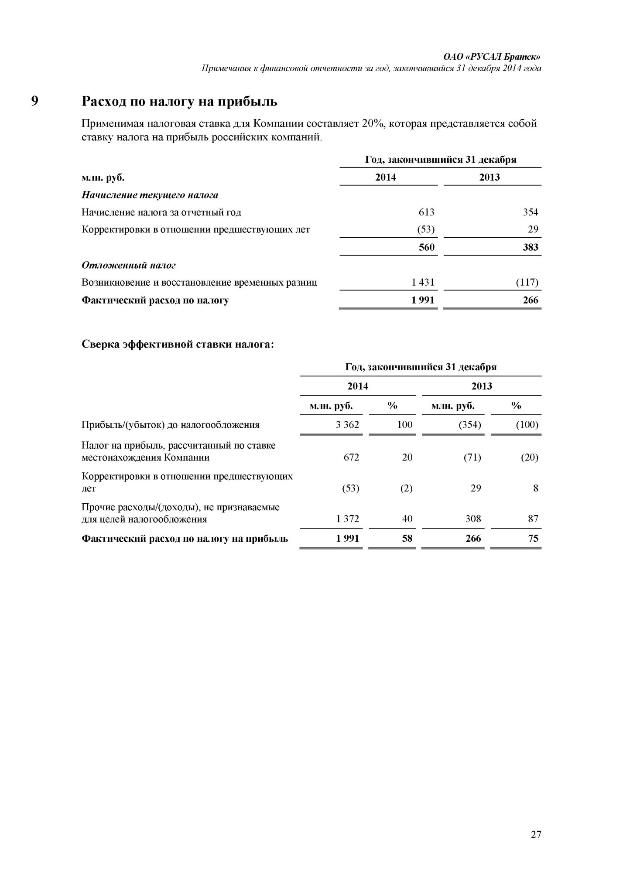 ОАО «РУСАЛ Братск»
Примечания к финансовой отчетности за год, закончившийся 31 декабря 2014 года
9 Расход по налогу на прибыль
Применимая налоговая ставка для Компании составляет 20%, которая представляется собой
ставку налога на прибыль российских компаний.
Год, закончившийся 31 декабря
млн. руб. 2014 2013
Начисление текущего налога
Начисление налога за отчетный год 613 354
Корректировки в отношении предшествующих лет (53) 29
560 383
Отложенный налог
Возникновение и восстановление временных разниц 1 431 (117)
Фактический расход по налогу 1 991 266
Сверка эффективной ставки налога:
Год, закончившийся 31 декабря
2014 2013
млн. руб. % млн. руб. %
Прибыль/(убыток) до налогообложения 3 362 100 (354) (100)
Налог на прибыль, рассчитанный по ставке
местонахождения Компании 672 20 (71) (20)
Корректировки в отношении предшествующих
лет (53) (2) 29 8
Прочие расходы/(доходы), не признаваемые
для целей налогообложения 1 372 40 308 87
Фактический расход по налогу на прибыль 1 991 58 266 75
27